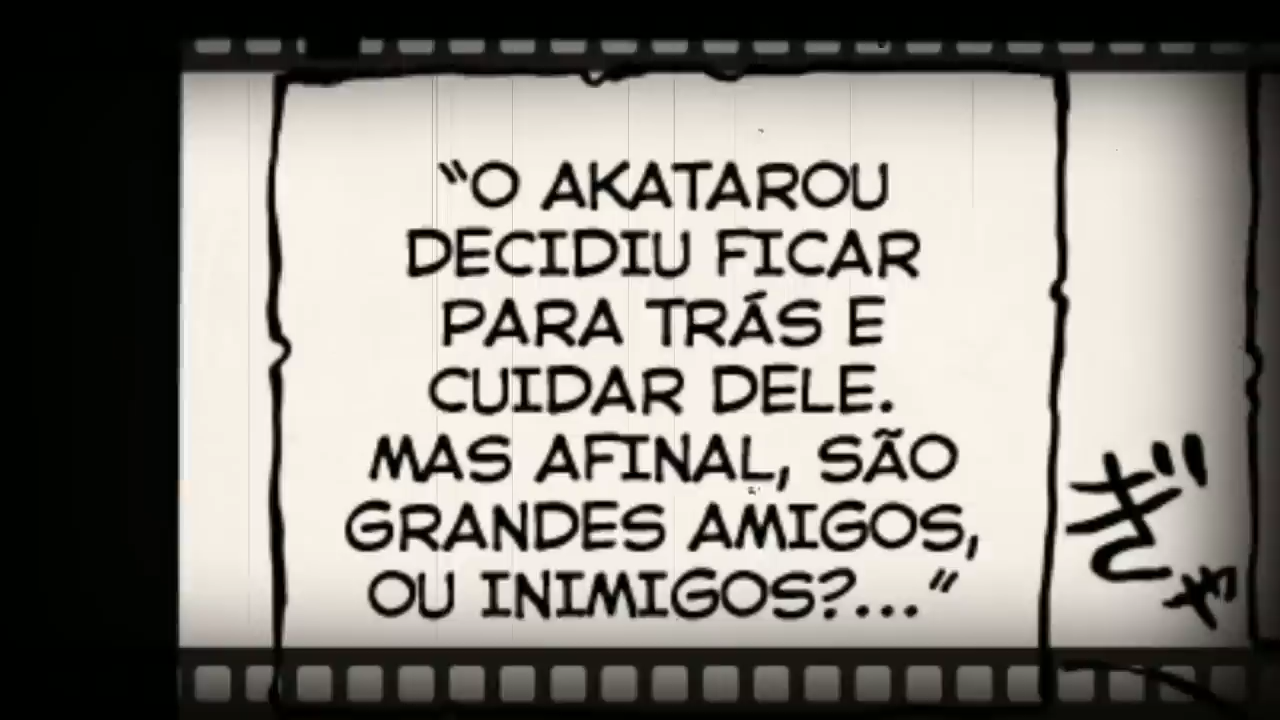 “O AKATAROU
DECIDIU FICAR
PARA TRÁS E
CUIDAR DELE.
MAS AFINAL, SÃO
GRANDES AMIGOS,
OU INIMIGOS?...“
ぎゃ